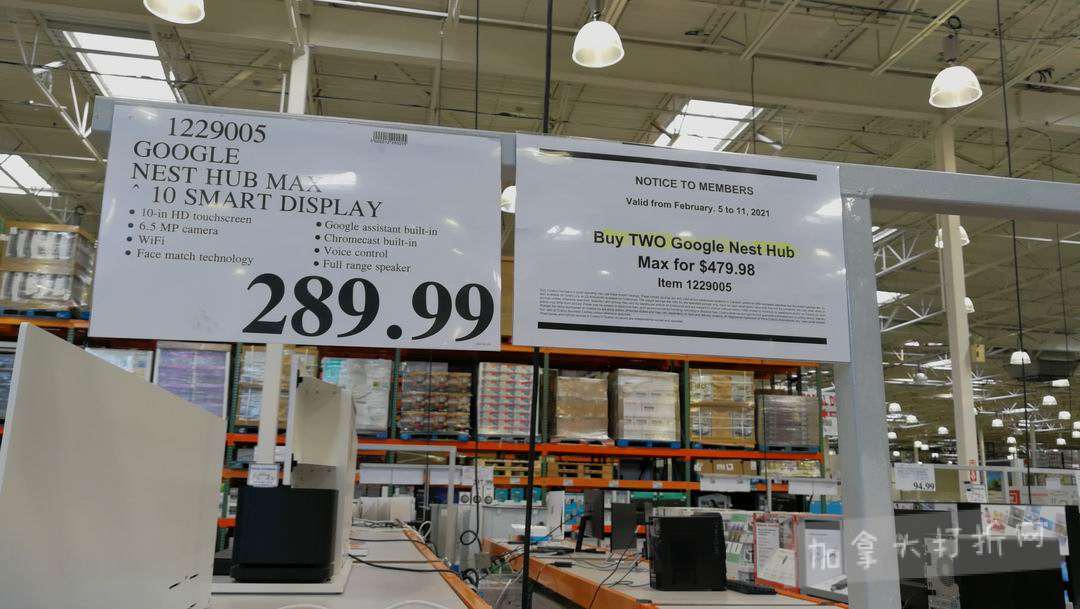 1229005
GOOGLE
NEST HUB MAX
^ 10 SMART DISPLAY
• 10-in HD touchscreen
• 6.5 MP camera
• WiFi
• Face match technology
• Google assistant built-in
• Chromecast built-in
• Voice control
• Full range speaker
289.99
NOTICE TO MEMBERS
Valid from February, 5 to 11, 2021
Buy TWO Google Nest Hub
Max for $479.98
Item 1229005
94.99
加拿大打折网